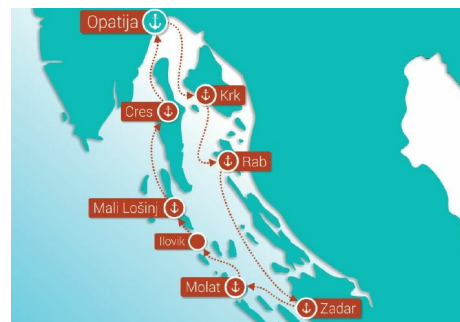 Opatija
Krk
Cres
Rab
Mali Lošinj
Ilovik
Molat
Zadar